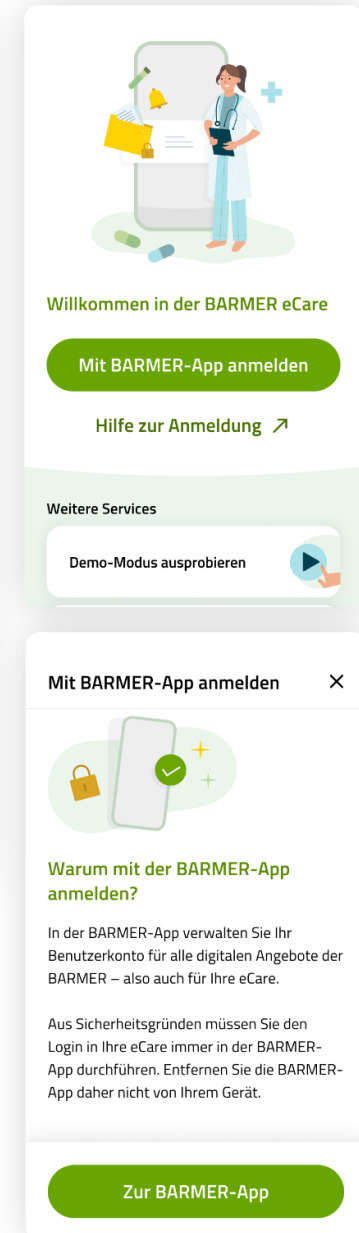 Willkommen in der BARMER eCare
Mit BARMER-App anmelden
Hilfe zur Anmeldung
Weitere Services
Demo-Modus ausprobieren
Mit BARMER-App anmelden
Warum mit der BARMER-App
anmelden?
In der BARMER-App verwalten Sie Ihr
Benutzerkonto für alle digitalen Angebote der
BARMER – also auch für Ihre eCare.
Aus Sicherheitsgründen müssen Sie den
Login in Ihre eCare immer in der BARMER-
App durchführen. Entfernen Sie die BARMER-
App daher nicht von Ihrem Gerät.
Zur BARMER-App